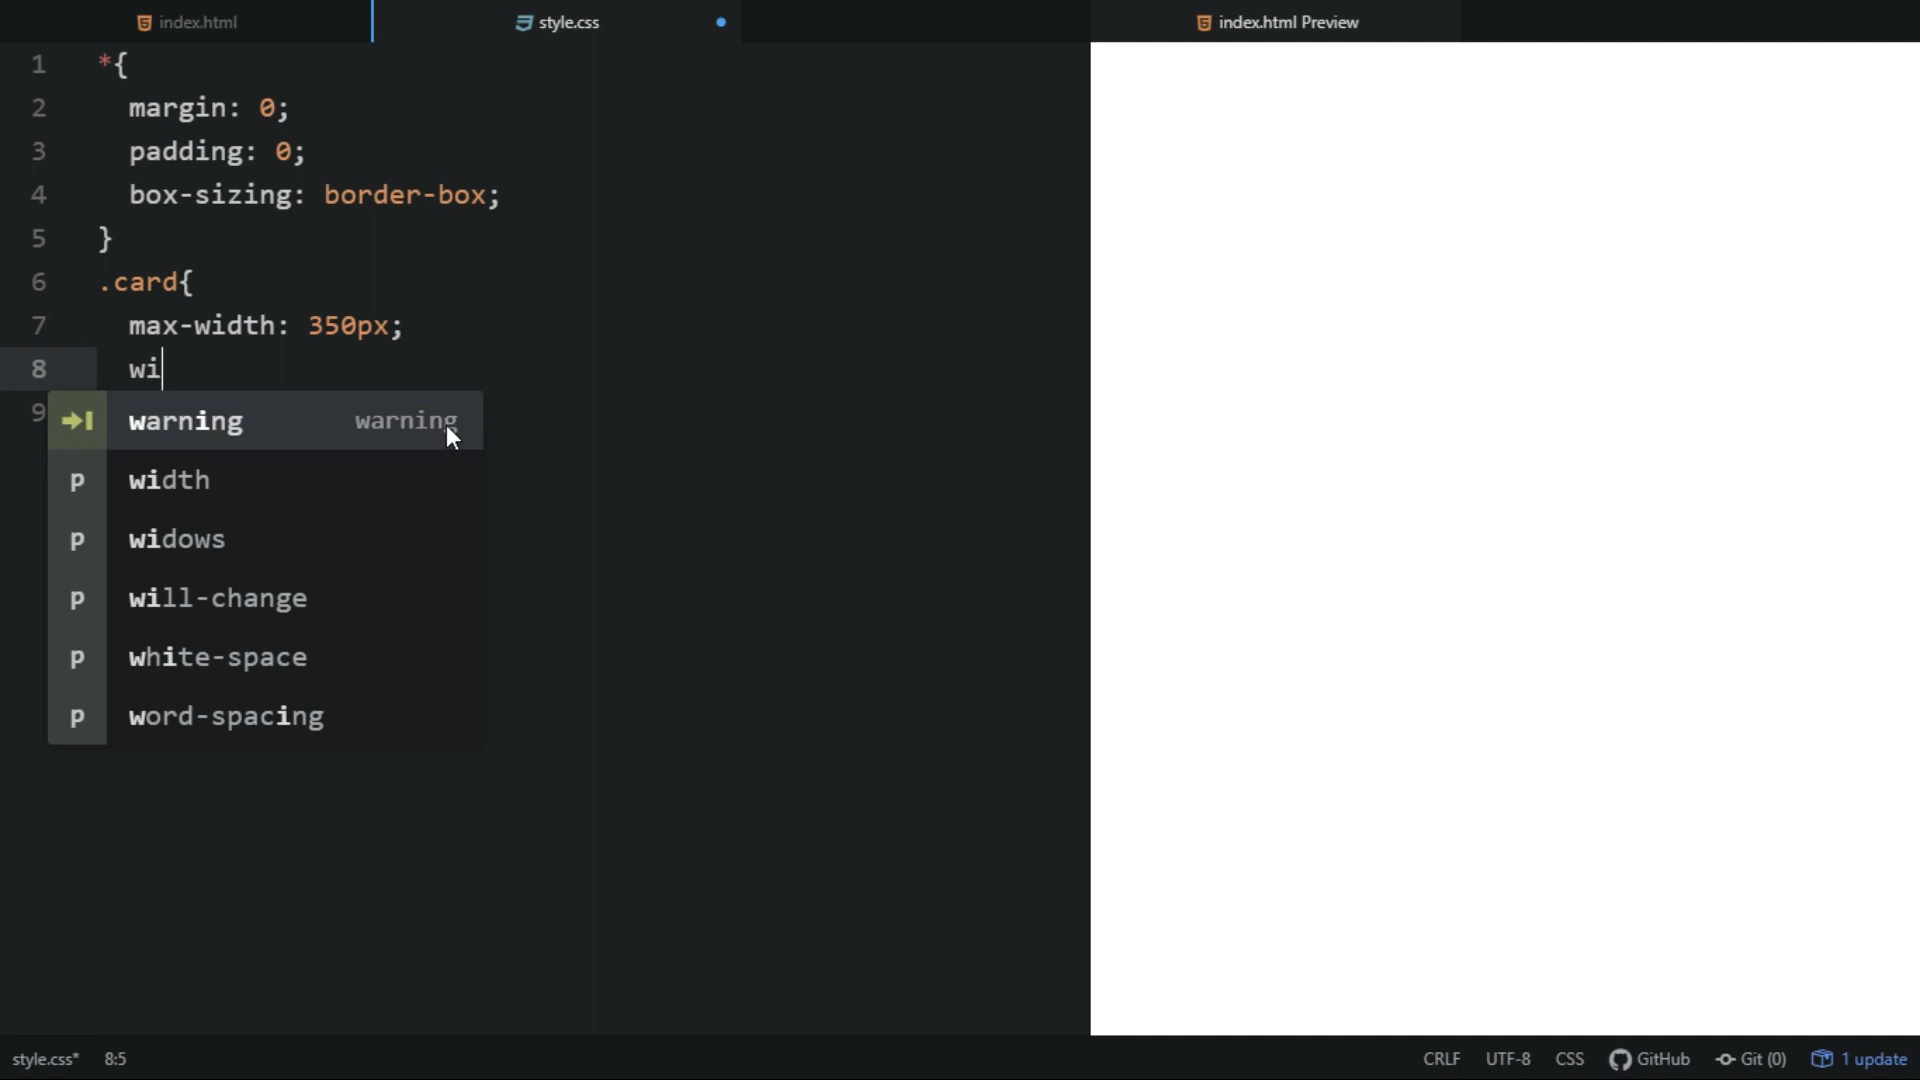 index.html
style.css
index.html Preview
1 *{
2 margin: 0;
3 padding: 0;
4 box-sizing: border-box;
5 }
6 .card{
7 max-width: 350px;
8 wi
9
warning warning
p width
p widows
p will-change
p white-space
p word-spacing
style.css* 8:5 CRLF UTF-8 CSS GitHub Git (0) 1 update